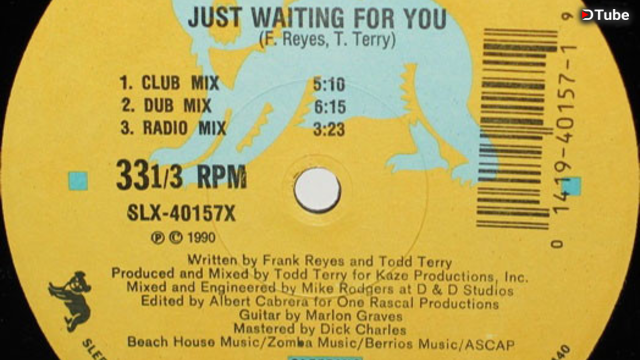 DTube
JUST WAITING FOR YOU
(F. Reyes, T. Terry)
1. CLUB MIX 5:10
2. DUB MIX 6:15
3. RADIO MIX 3:23
33 1/3 RPM
SLX-40157X
Ⓟ © 1990
0 1419-40157-1 9
Written by Frank Reyes and Todd Terry
Produced and Mixed by Todd Terry for Kaze Productions, Inc.
Mixed and Engineered by Mike Rodgers at D & D Studios
Edited by Albert Cabrera for One Rascal Productions
Guitar by Marlon Graves
Mastered by Dick Charles
Beach House Music/Zomba Music/Berrios Music/ASCAP